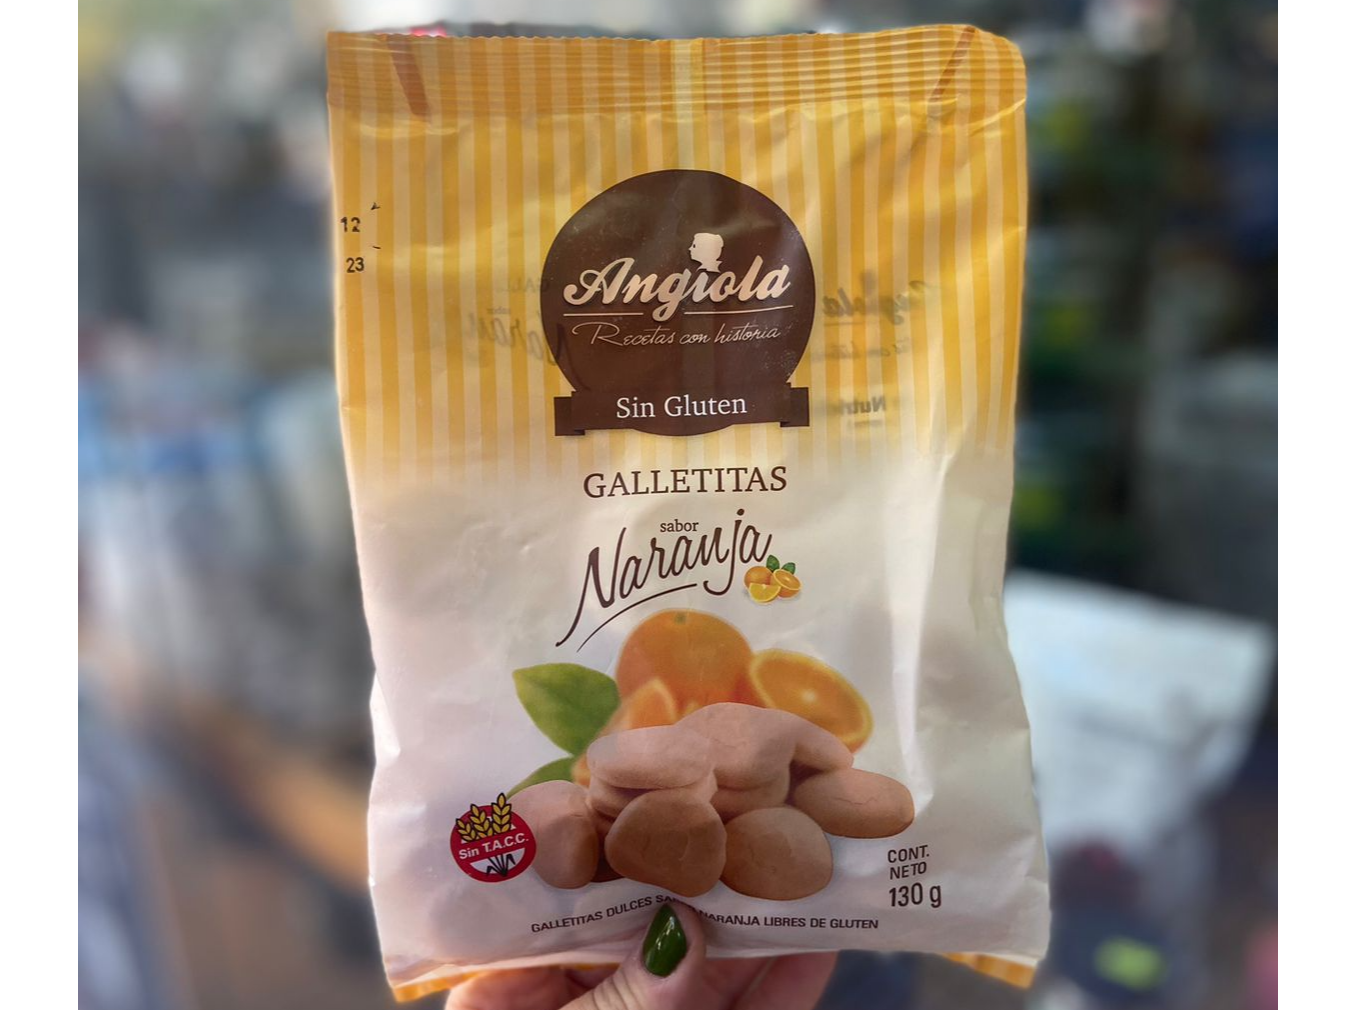 12
23
Angiola
Recetas con historia
Sin Gluten
GALLETITAS
sabor
Naranja
Sin T.A.C.C.
CONT.
NETO
130 g
GALLETITAS DULCES NARANJA LIBRES DE GLUTEN